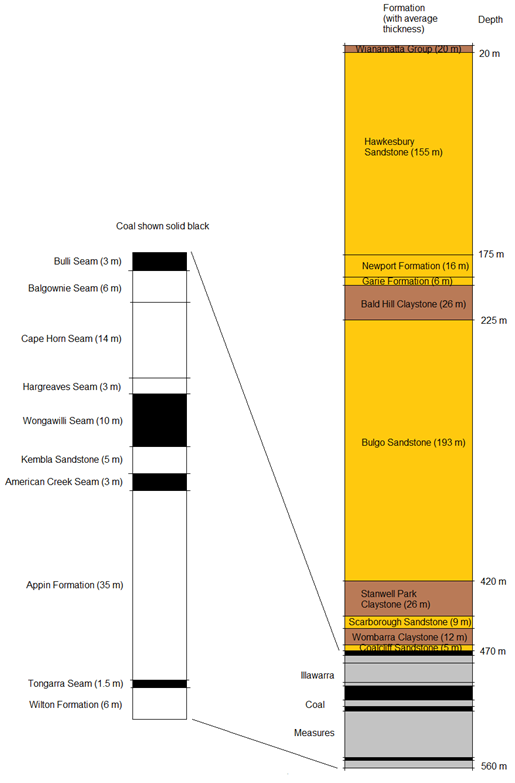 Formation
(with average
thickness)
Depth
Wianamatta Group (20 m)
20 m
Hawkesbury
Sandstone (155 m)
175 m
Newport Formation (16 m)
Garie Formation (6 m)
Bald Hill Claystone (26 m)
225 m
Bulgo Sandstone (193 m)
420 m
Stanwell Park
Claystone (26 m)
Scarborough Sandstone (9 m)
Wombarra Claystone (12 m)
Coalcliff Sandstone (5 m)
470 m
Illawarra
Coal
Measures
560 m
Coal shown solid black
Bulli Seam (3 m)
Balgownie Seam (6 m)
Cape Horn Seam (14 m)
Hargreaves Seam (3 m)
Wongawilli Seam (10 m)
Kembla Sandstone (5 m)
American Creek Seam (3 m)
Appin Formation (35 m)
Tongarra Seam (1.5 m)
Wilton Formation (6 m)